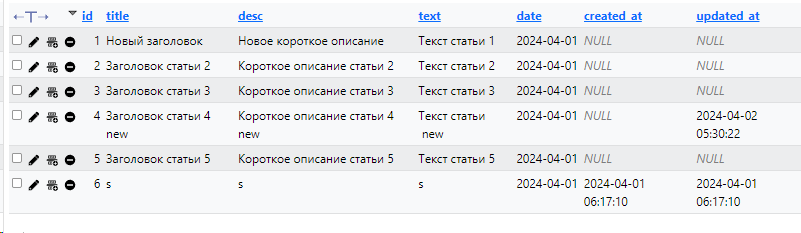 ←T→ id title desc text date created_at updated_at
1 Новый заголовок Новое короткое описание Текст статьи 1 2024-04-01 NULL NULL
2 Заголовок статьи 2 Короткое описание статьи 2 Текст статьи 2 2024-04-01 NULL NULL
3 Заголовок статьи 3 Короткое описание статьи 3 Текст статьи 3 2024-04-01 NULL NULL
4 Заголовок статьи 4 Короткое описание статьи 4 Текст статьи 2024-04-01 NULL 2024-04-02
new new new 05:30:22
5 Заголовок статьи 5 Короткое описание статьи 5 Текст статьи 5 2024-04-01 NULL NULL
6 s s s 2024-04-01 2024-04-01 2024-04-01
06:17:10 06:17:10